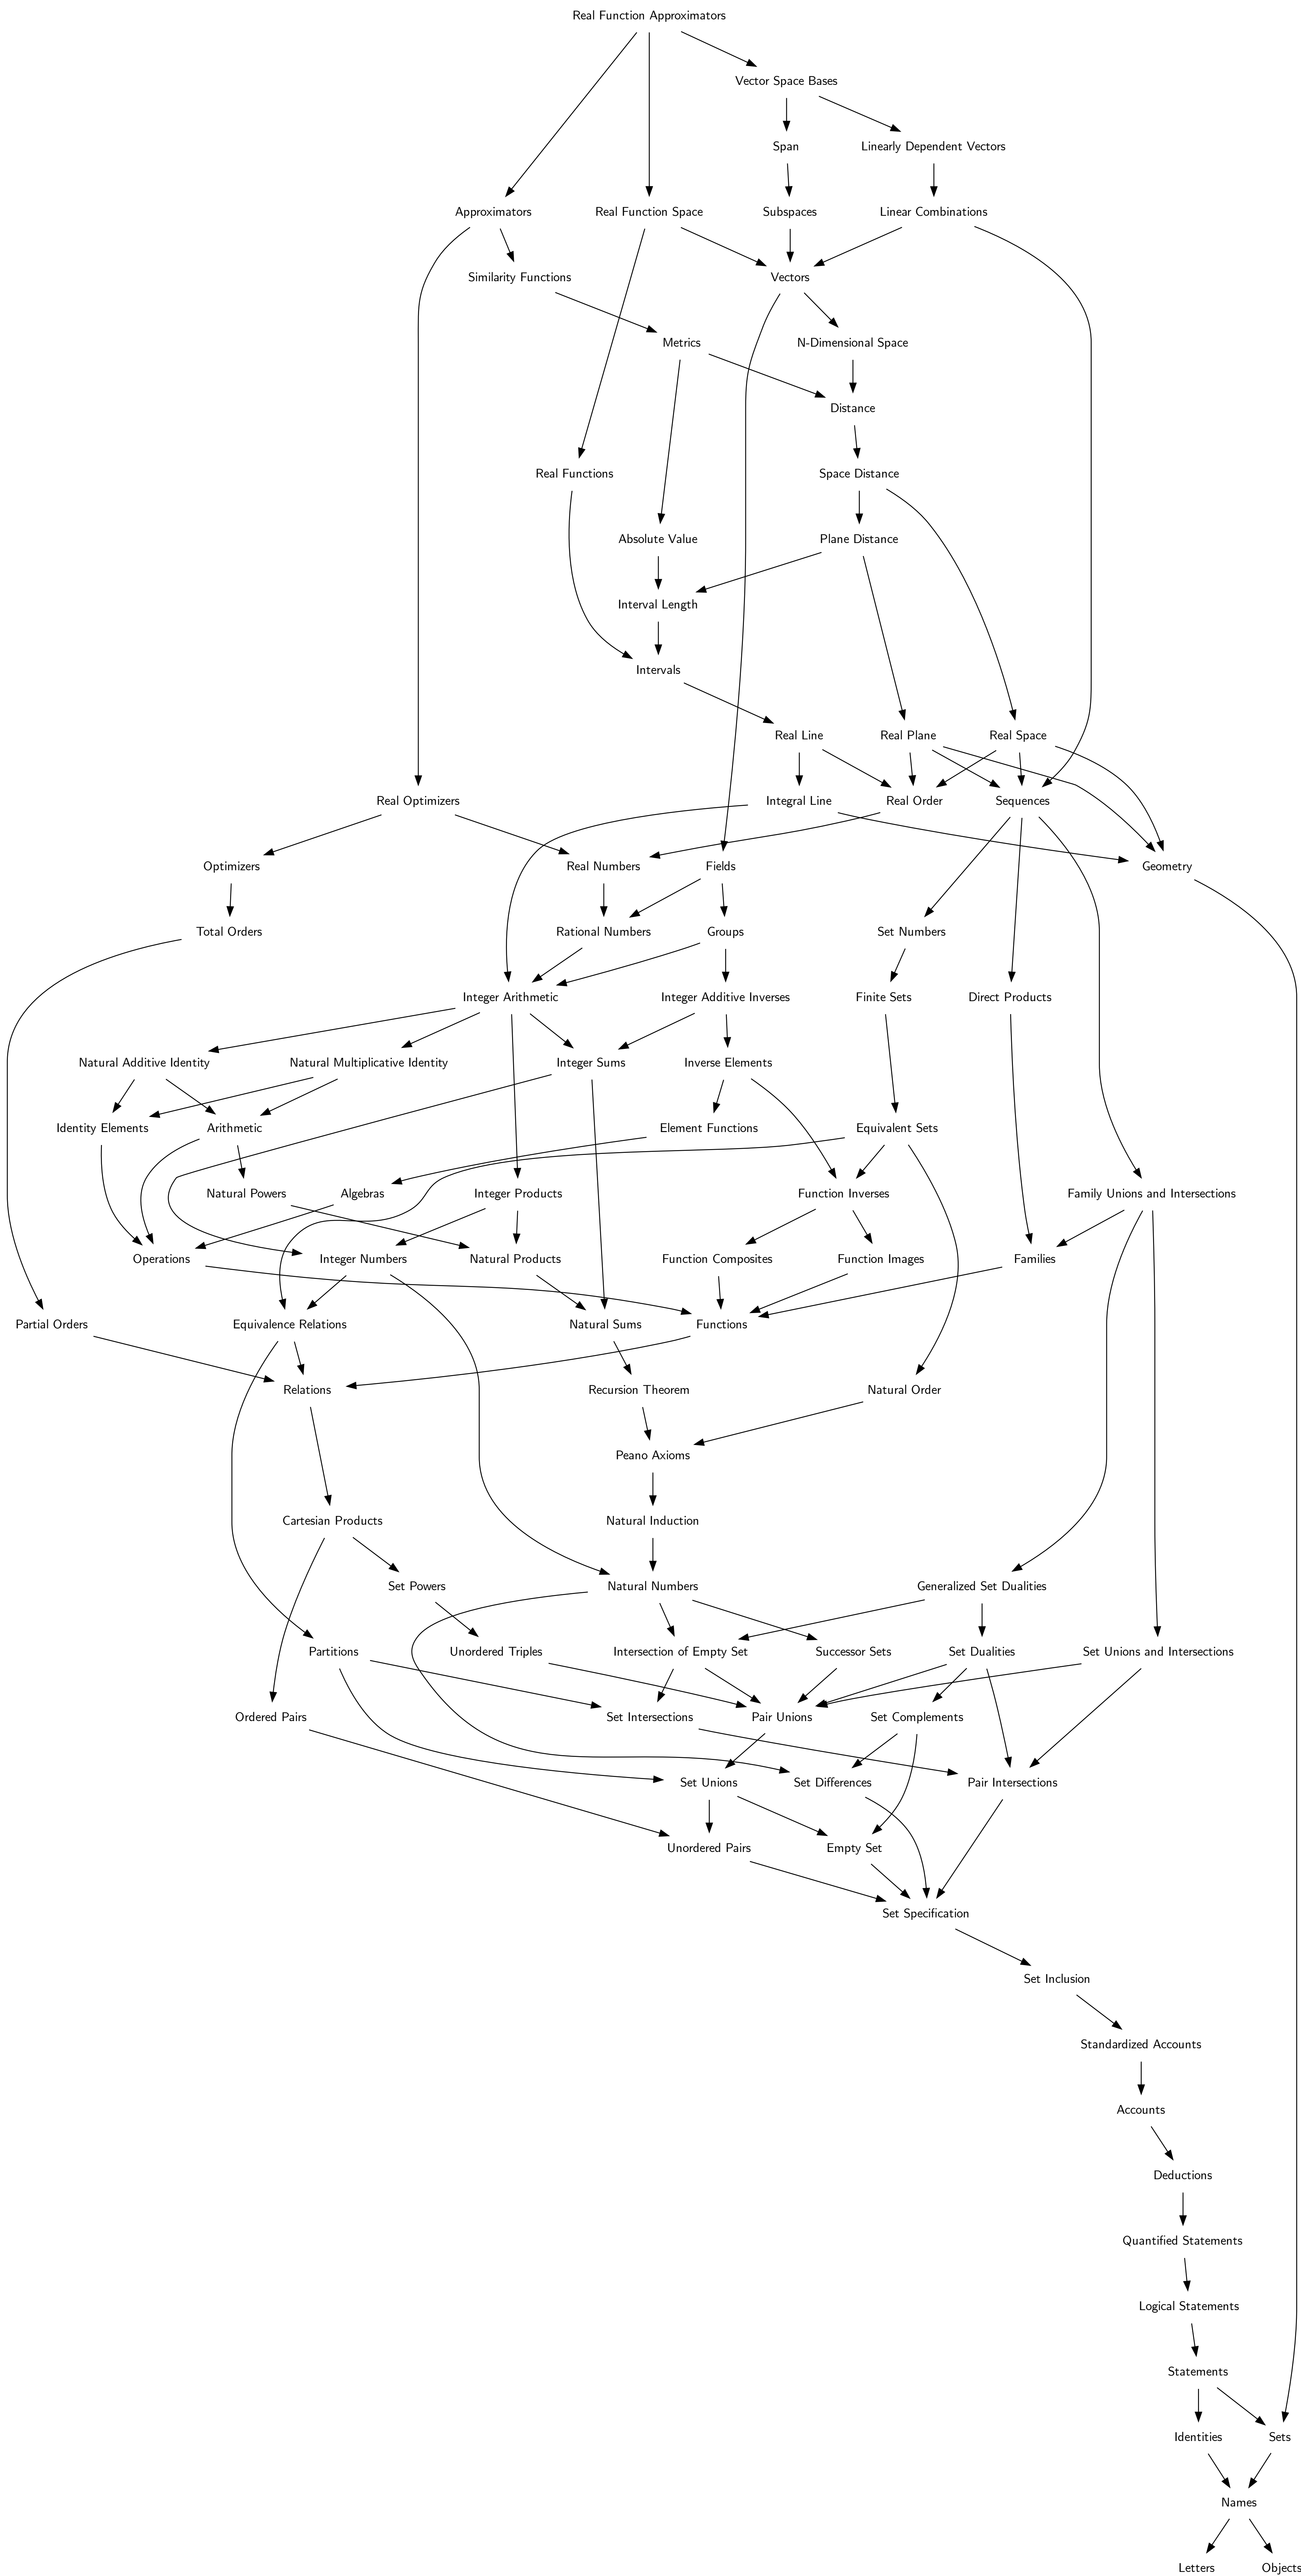 Real Function Approximators
Vector Space Bases
Span
Linearly Dependent Vectors
Approximators
Real Function Space
Subspaces
Linear Combinations
Similarity Functions
Vectors
Metrics
N-Dimensional Space
Distance
Real Functions
Space Distance
Absolute Value
Plane Distance
Interval Length
Intervals
Real Line
Real Plane
Real Space
Real Optimizers
Integral Line
Real Order
Sequences
Optimizers
Real Numbers
Fields
Geometry
Total Orders
Rational Numbers
Groups
Set Numbers
Integer Arithmetic
Integer Additive Inverses
Finite Sets
Direct Products
Natural Additive Identity
Natural Multiplicative Identity
Integer Sums
Inverse Elements
Identity Elements
Arithmetic
Element Functions
Equivalent Sets
Natural Powers
Algebras
Integer Products
Function Inverses
Family Unions and Intersections
Operations
Integer Numbers
Natural Products
Function Composites
Function Images
Families
Partial Orders
Equivalence Relations
Natural Sums
Functions
Relations
Recursion Theorem
Natural Order
Peano Axioms
Cartesian Products
Natural Induction
Set Powers
Natural Numbers
Generalized Set Dualities
Partitions
Unordered Triples
Intersection of Empty Set
Successor Sets
Set Dualities
Set Unions and Intersections
Ordered Pairs
Set Intersections
Pair Unions
Set Complements
Set Unions
Set Differences
Pair Intersections
Unordered Pairs
Empty Set
Set Specification
Set Inclusion
Standardized Accounts
Accounts
Deductions
Quantified Statements
Logical Statements
Statements
Identities
Sets
Names
Letters
Objects